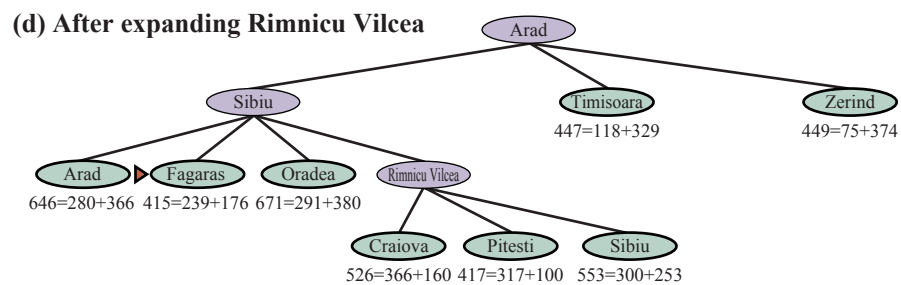 (d) After expanding Rimnicu Vilcea
Arad
Sibiu
Timisoara
Zerind
447=118+329
449=75+374
Arad
Fagaras
Oradea
Rimnicu Vilcea
646=280+366
415=239+176
671=291+380
Craiova
Pitesti
Sibiu
526=366+160
417=317+100
553=300+253